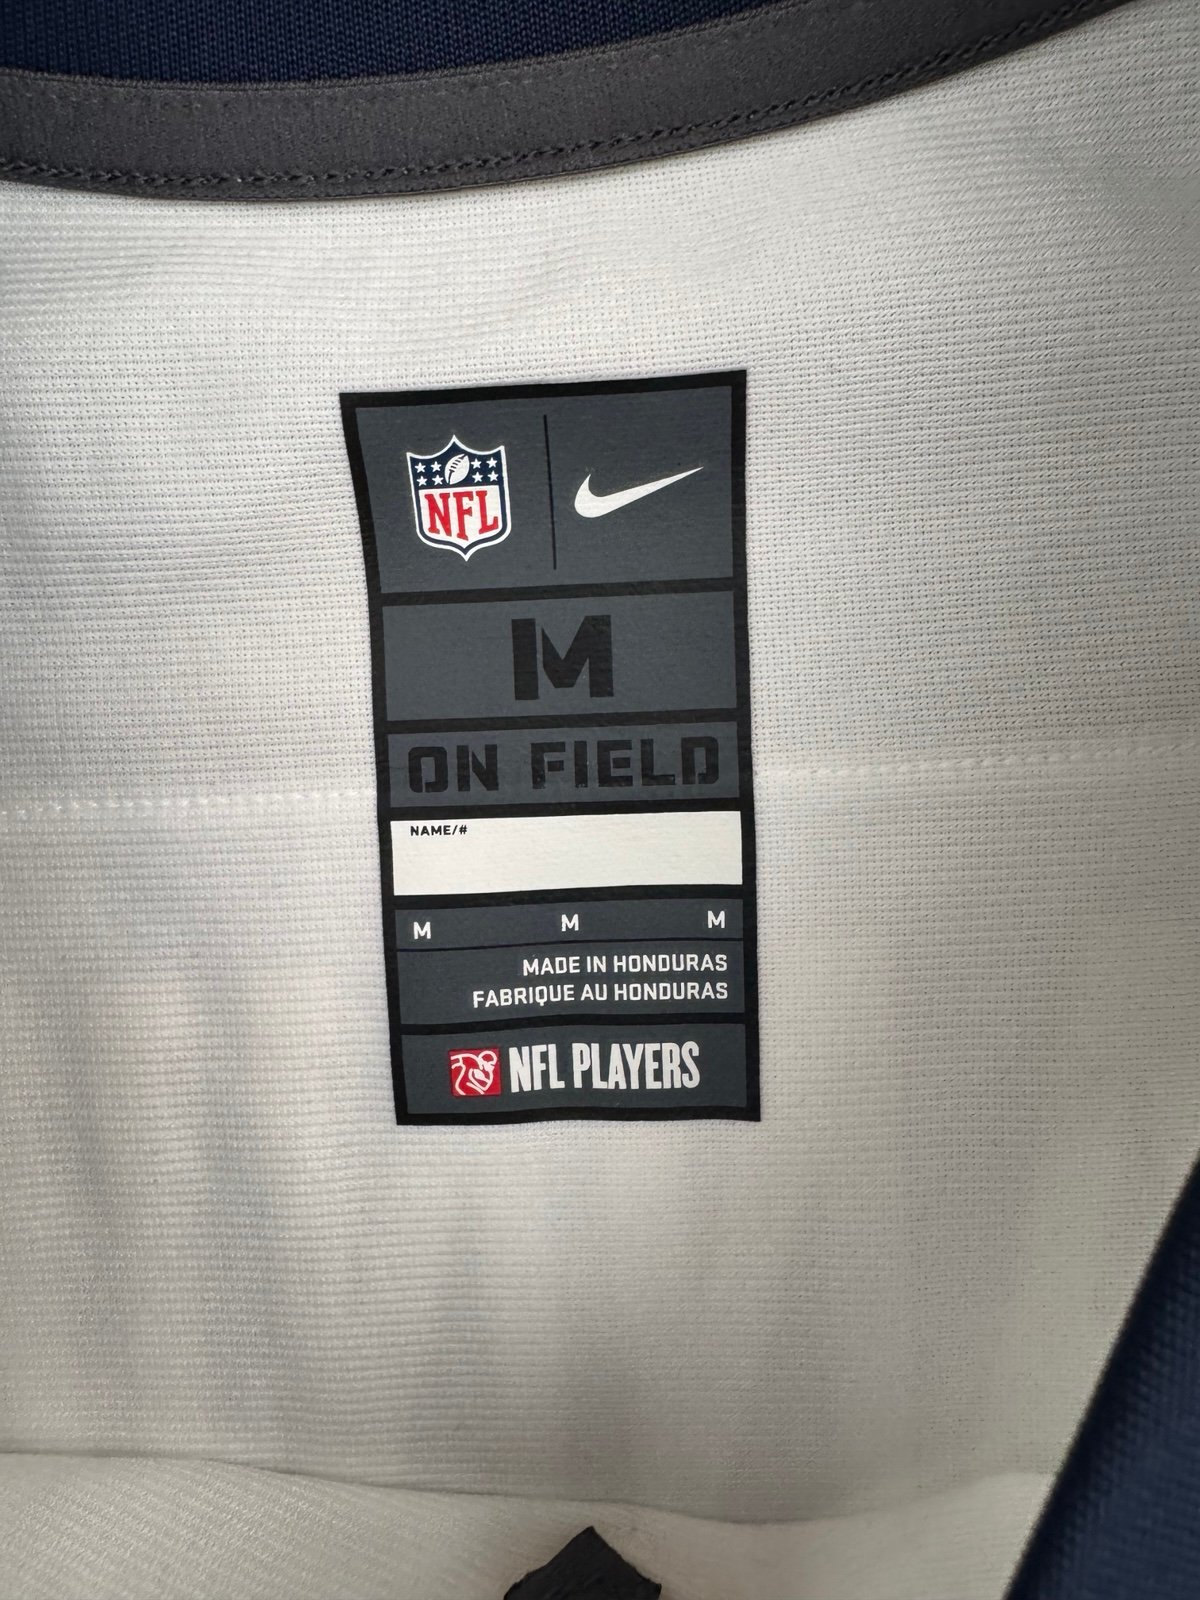 NFL
M
ON FIELD
NAME/#
M M M
MADE IN HONDURAS
FABRIQUE AU HONDURAS
NFL PLAYERS